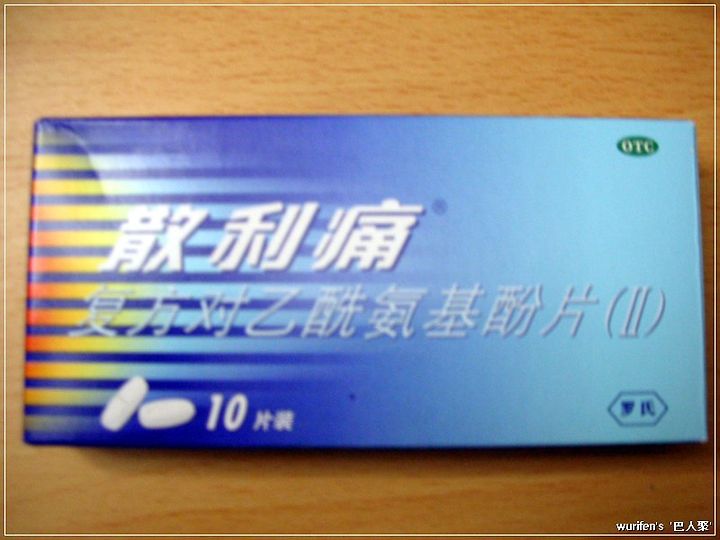 OTC
散利痛®
复方对乙酰氨基酚片(II)
10片装
罗氏
wurifen's '巴人聚'